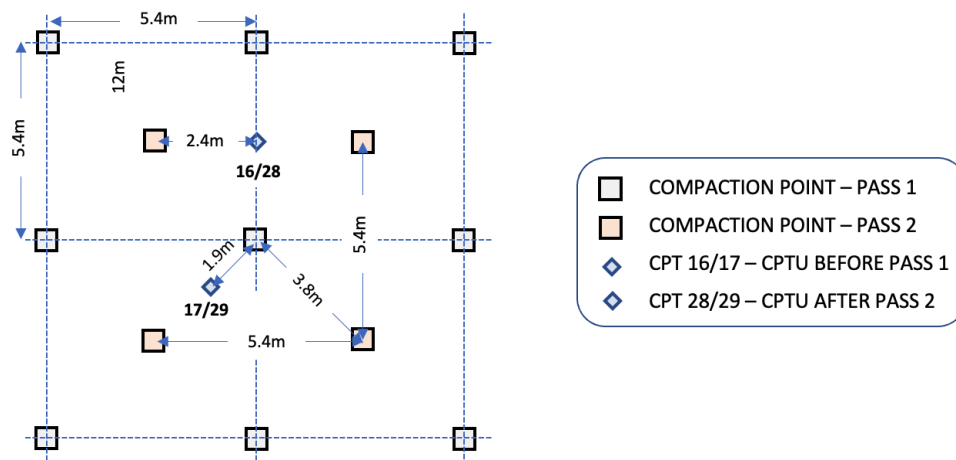 5.4m
12m
5.4m
2.4m
16/28
5.4m
1.9m
3.8m
17/29
5.4m
COMPACTION POINT – PASS 1
COMPACTION POINT – PASS 2
CPT 16/17 – CPTU BEFORE PASS 1
CPT 28/29 – CPTU AFTER PASS 2